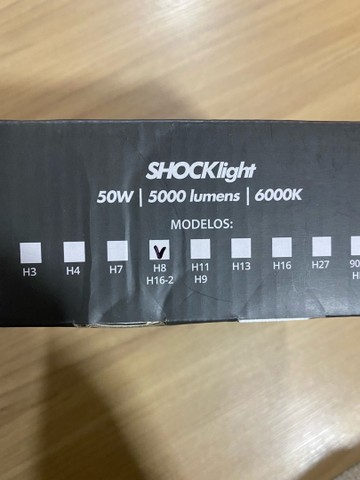 SHOCKlight
50W | 5000 lumens | 6000K
MODELOS:
H3 H4 H7 H8 H11 H13 H16 H27
H16-2 H9